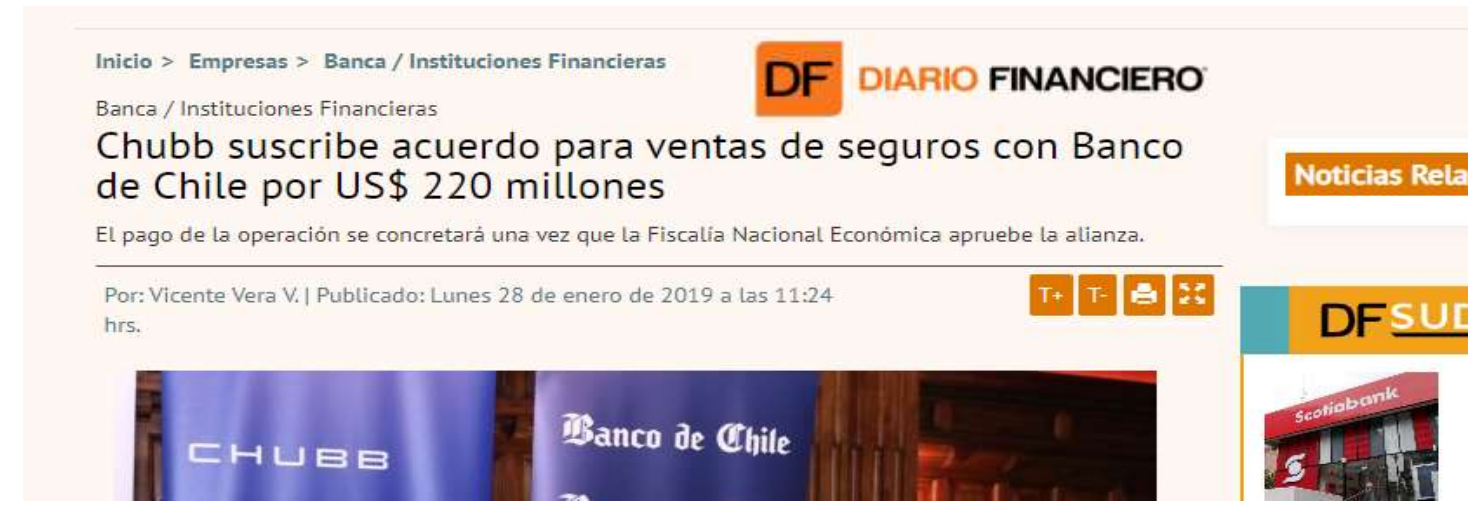 Inicio > Empresas > Banca / Instituciones Financieras
DF DIARIO FINANCIERO
Banca / Instituciones Financieras
Chubb suscribe acuerdo para ventas de seguros con Banco
de Chile por US$ 220 millones
Noticias Rela
El pago de la operación se concretará una vez que la Fiscalía Nacional Económica apruebe la alianza.
Por: Vicente Vera V. | Publicado: Lunes 28 de enero de 2019 a las 11:24
hrs.
T+ T-
DFSUD
CHUBB
Banco de Chile
Scotiabank